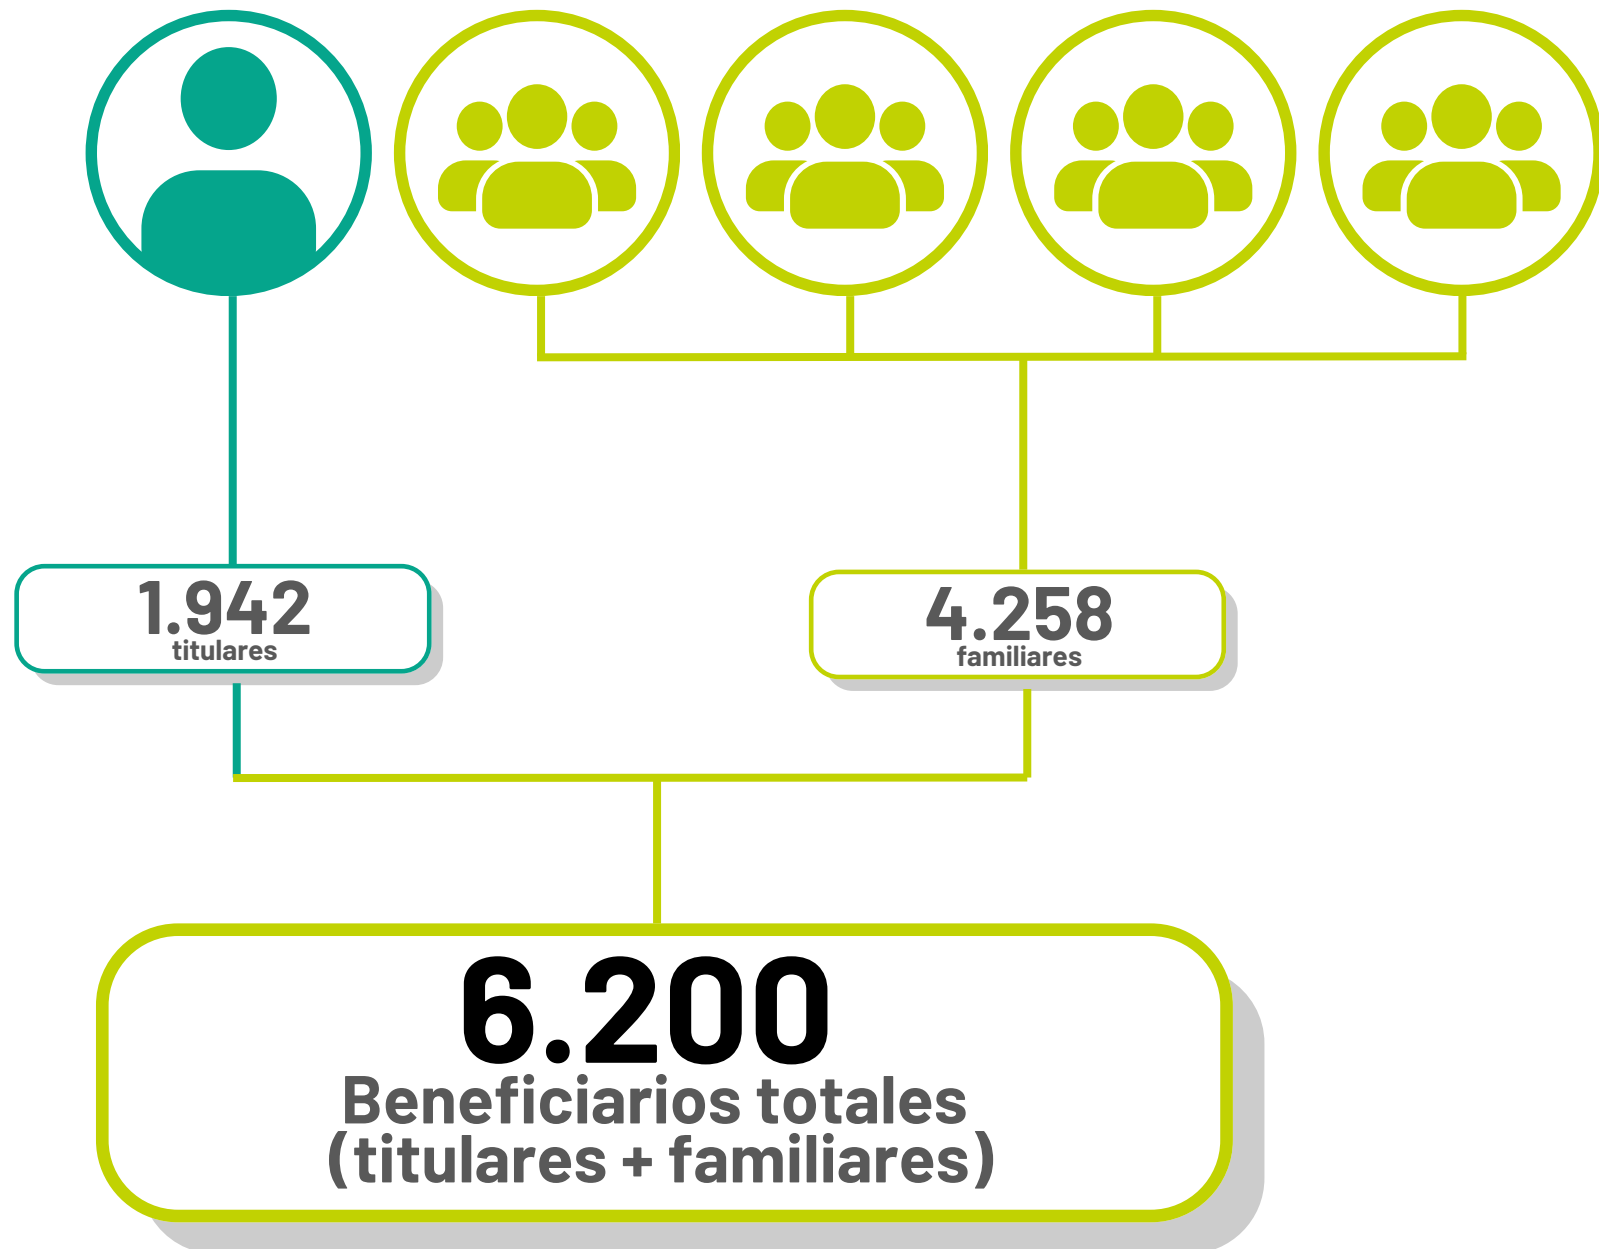 1.942
titulares
4.258
familiares
6.200
Beneficiarios totales
(titulares + familiares)